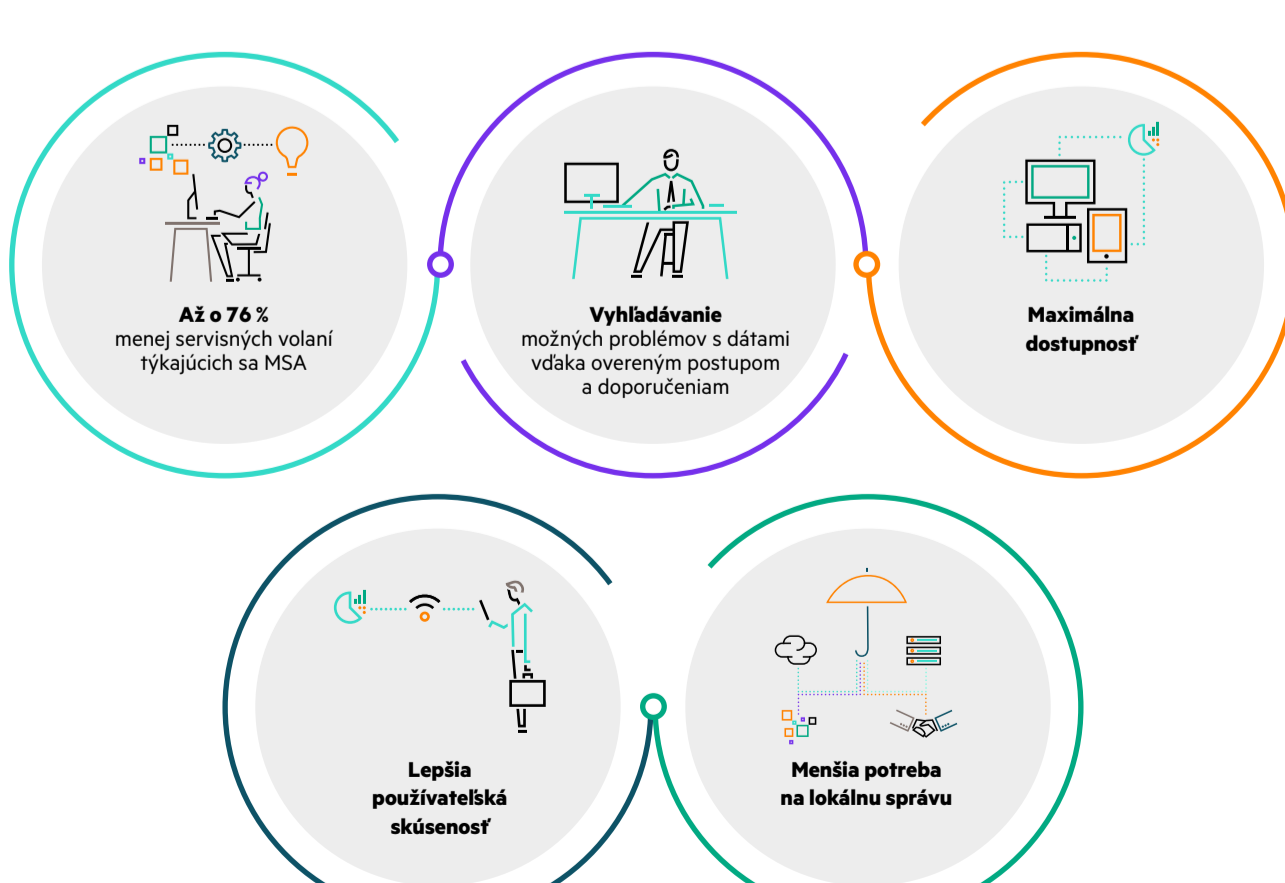 Až o 76 %
menej servisných volaní
týkajúcich sa MSA
Vyhľadávanie
možných problémov s dátami
vďaka overeným postupom
a doporučeniam
Maximálna
dostupnosť
Lepšia
používateľská
skúsenosť
Menšia potreba
na lokálnu správu